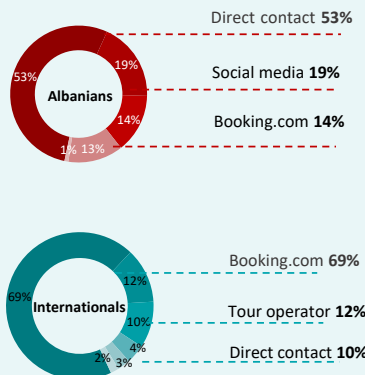 Direct contact 53%
53%
19%
Social media 19%
Albanians
14%
Booking.com 14%
1%
13%
Booking.com 69%
12%
69%
Internationals
10%
Tour operator 12%
4%
2%
3%
Direct contact 10%